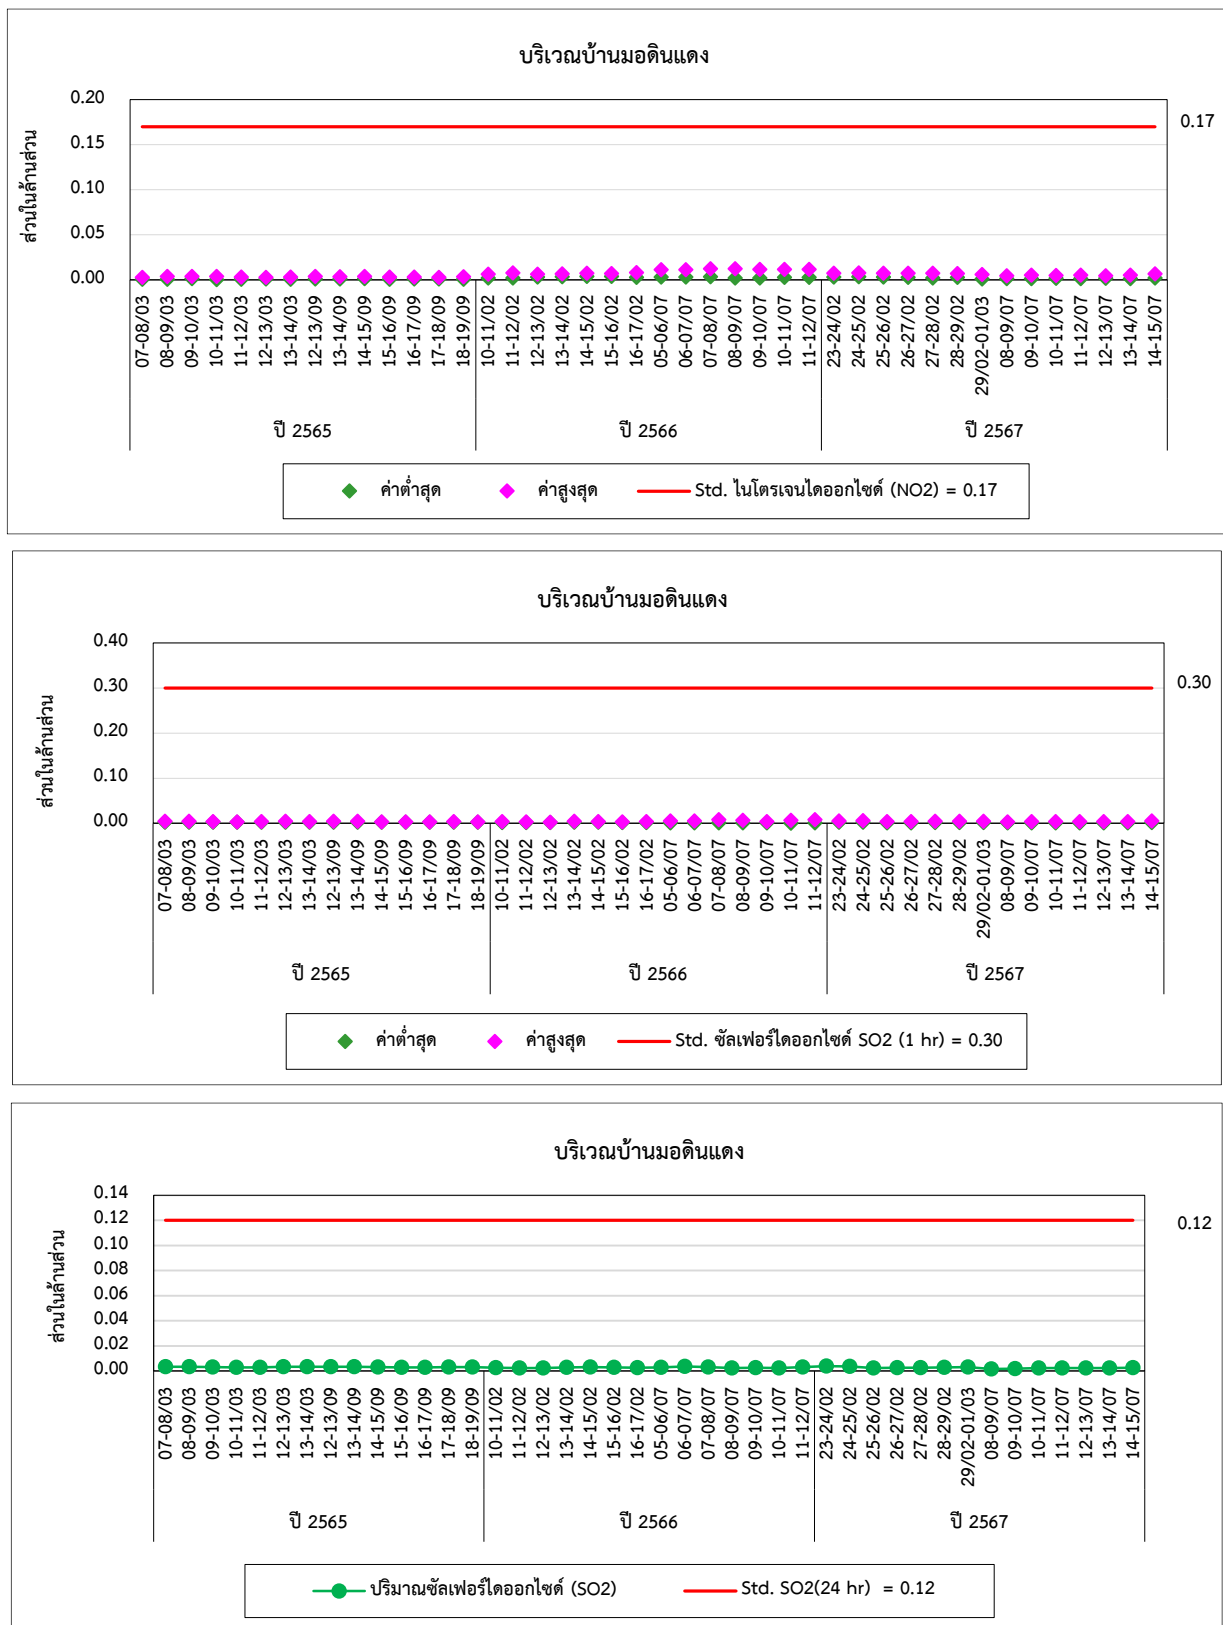 บริเวณบ้านมอดินแดง
ส่วนในล้านส่วน
0.20
0.15
0.10
0.05
0.00
0.17
07-08/03 08-09/03 09-10/03 10-11/03 11-12/03 12-13/03 13-14/03 12-13/09 13-14/09 14-15/09 15-16/09 16-17/09 17-18/09 18-19/09 10-11/02 11-12/02 12-13/02 13-14/02 14-15/02 15-16/02 16-17/02 05-06/07 06-07/07 07-08/07 08-09/07 09-10/07 10-11/07 11-12/07 23-24/02 24-25/02 25-26/02 26-27/02 27-28/02 28-29/02 29/02-01/03 08-09/07 09-10/07 10-11/07 11-12/07 12-13/07 13-14/07 14-15/07
ปี 2565 ปี 2566 ปี 2567
ค่าต่ำสุด ค่าสูงสุด Std. ไนโตรเจนไดออกไซด์ (NO2) = 0.17
บริเวณบ้านมอดินแดง
ส่วนในล้านส่วน
0.40
0.30
0.20
0.10
0.00
0.30
07-08/03 08-09/03 09-10/03 10-11/03 11-12/03 12-13/03 13-14/03 12-13/09 13-14/09 14-15/09 15-16/09 16-17/09 17-18/09 18-19/09 10-11/02 11-12/02 12-13/02 13-14/02 14-15/02 15-16/02 16-17/02 05-06/07 06-07/07 07-08/07 08-09/07 09-10/07 10-11/07 11-12/07 23-24/02 24-25/02 25-26/02 26-27/02 27-28/02 28-29/02 29/02-01/03 08-09/07 09-10/07 10-11/07 11-12/07 12-13/07 13-14/07 14-15/07
ปี 2565 ปี 2566 ปี 2567
ค่าต่ำสุด ค่าสูงสุด Std. ซัลเฟอร์ไดออกไซด์ SO2 (1 hr) = 0.30
บริเวณบ้านมอดินแดง
ส่วนในล้านส่วน
0.14
0.12
0.10
0.08
0.06
0.04
0.02
0.00
0.12
07-08/03 08-09/03 09-10/03 10-11/03 11-12/03 12-13/03 13-14/03 12-13/09 13-14/09 14-15/09 15-16/09 16-17/09 17-18/09 18-19/09 10-11/02 11-12/02 12-13/02 13-14/02 14-15/02 15-16/02 16-17/02 05-06/07 06-07/07 07-08/07 08-09/07 09-10/07 10-11/07 11-12/07 23-24/02 24-25/02 25-26/02 26-27/02 27-28/02 28-29/02 29/02-01/03 08-09/07 09-10/07 10-11/07 11-12/07 12-13/07 13-14/07 14-15/07
ปี 2565 ปี 2566 ปี 2567
ปริมาณซัลเฟอร์ไดออกไซด์ (SO2) Std. SO2(24 hr) = 0.12